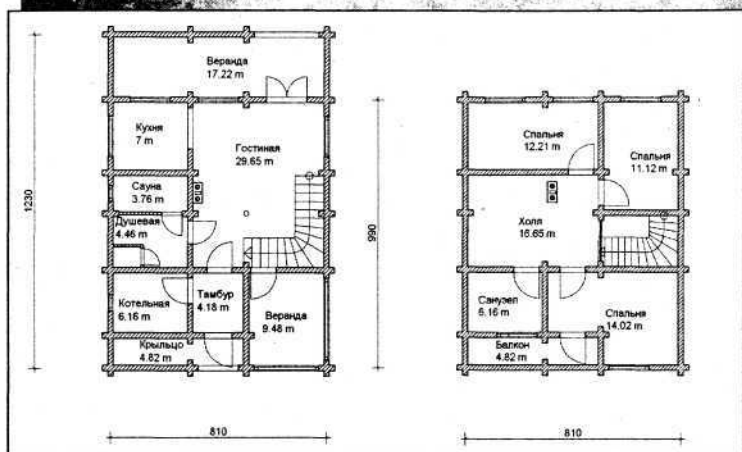 Веранда
17.22 m
Кухня
7 m
Гостиная
29.65 m
Сауна
3.76 m
Душевая
4.46 m
Котельная
6.16 m
Тамбур
4.18 m
Веранда
9.48 m
Крыльцо
4.82 m
1230
810
Спальня
12.21 m
Спальня
11.12 m
Холл
16.65 m
Санузел
6.16 m
Спальня
14.02 m
Балкон
4.82 m
990
810